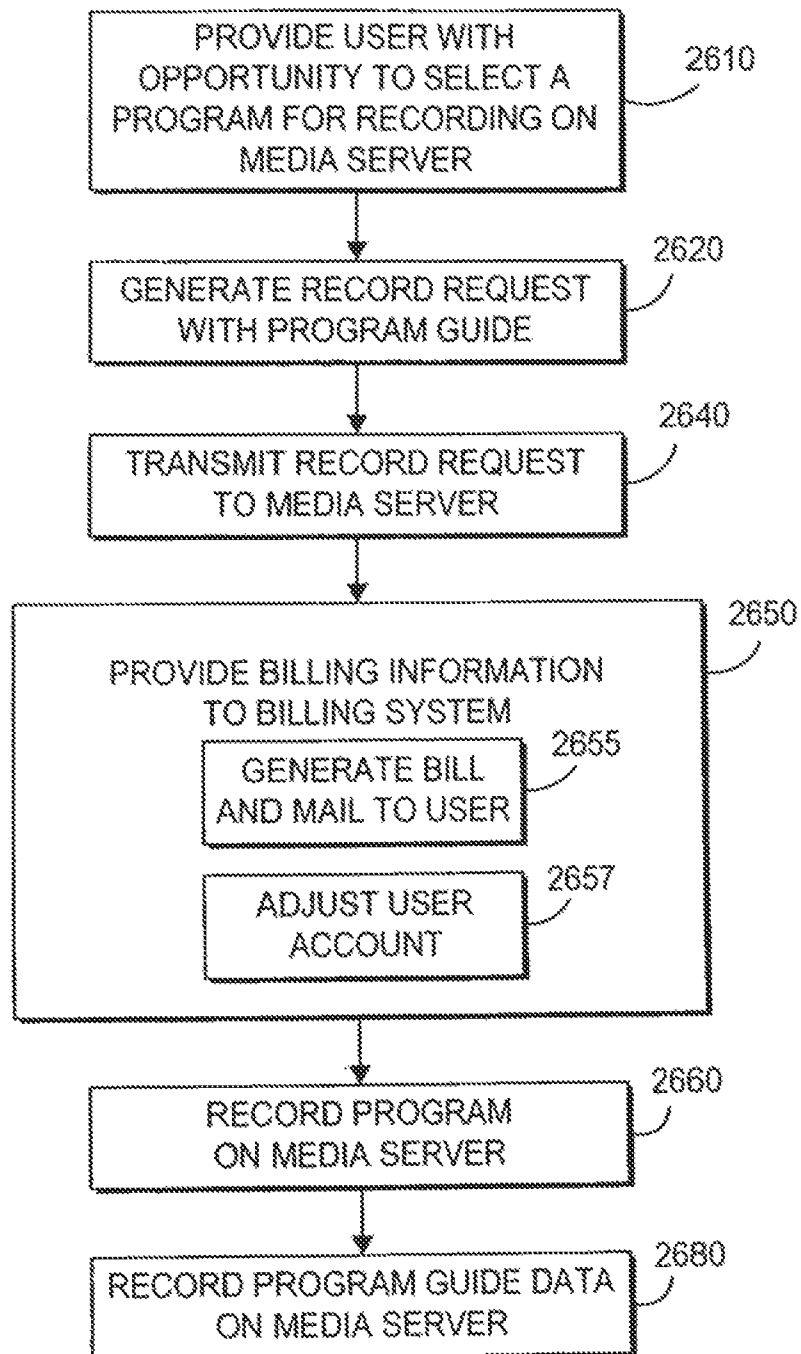 PROVIDE USER WITH
OPPORTUNITY TO SELECT A
PROGRAM FOR RECORDING ON
MEDIA SERVER
2610
GENERATE RECORD REQUEST
WITH PROGRAM GUIDE
2620
TRANSMIT RECORD REQUEST
TO MEDIA SERVER
2640
PROVIDE BILLING INFORMATION
TO BILLING SYSTEM
2650
GENERATE BILL
AND MAIL TO USER
2655
ADJUST USER
ACCOUNT
2657
RECORD PROGRAM
ON MEDIA SERVER
2660
RECORD PROGRAM GUIDE DATA
ON MEDIA SERVER
2680